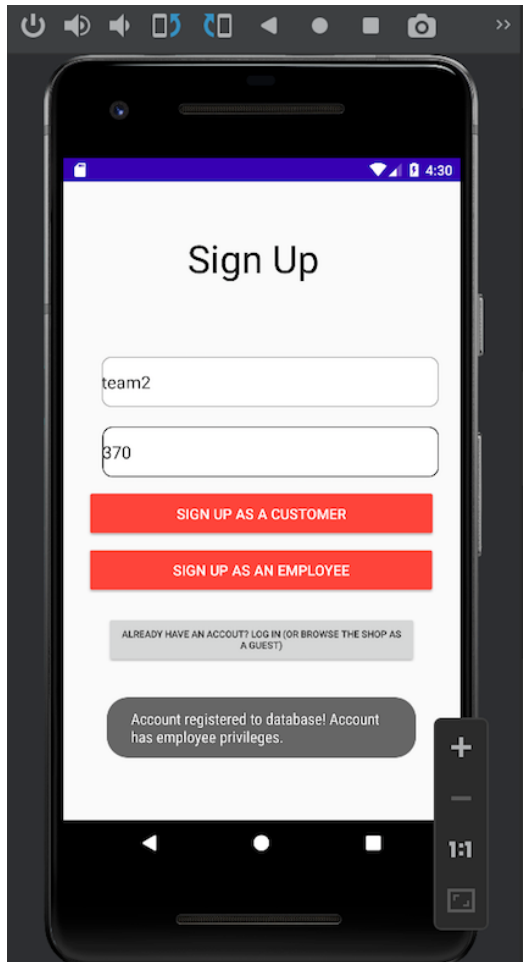 4:30
Sign Up
team2
370
SIGN UP AS A CUSTOMER
SIGN UP AS AN EMPLOYEE
ALREADY HAVE AN ACCOUT? LOG IN (OR BROWSE THE SHOP AS
A GUEST)
Account registered to database! Account
has employee privileges.
1:1